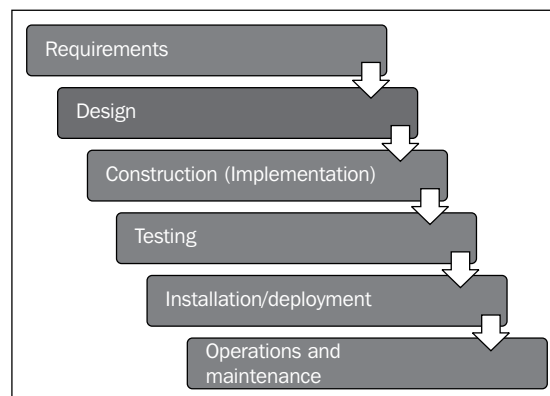 Requirements
Design
Construction (Implementation)
Testing
Installation/deployment
Operations and
maintenance